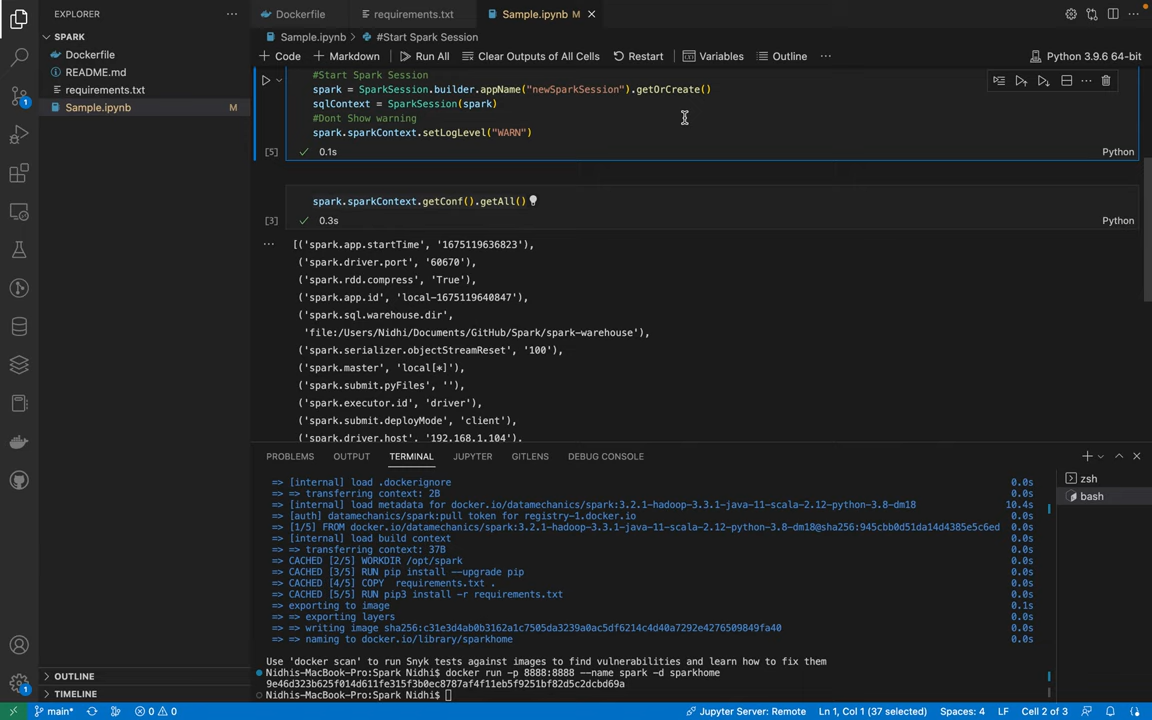 EXPLORER
Dockerfile
requirements.txt
Sample.ipynb M
SPARK
Dockerfile
README.md
requirements.txt
Sample.ipynb M
Sample.ipynb > #Start Spark Session
Code
Markdown
Run All
Clear Outputs of All Cells
Restart
Variables
Outline
Python 3.9.6 64-bit
#Start Spark Session
spark = SparkSession.builder.appName("newSparkSession").getOrCreate()
sqlContext = SparkSession(spark)
#Dont Show warning
spark.sparkContext.setLogLevel("WARN")
[5] 0.1s Python
spark.sparkContext.getConf().getAll()
[3] 0.3s Python
[('spark.app.startTime', '1675119636823'),
('spark.driver.port', '60670'),
('spark.rdd.compress', 'True'),
('spark.app.id', 'local-1675119640847'),
('spark.sql.warehouse.dir',
'file:/Users/Nidhi/Documents/GitHub/Spark/spark-warehouse'),
('spark.serializer.objectStreamReset', '100'),
('spark.master', 'local[*]'),
('spark.submit.pyFiles', ''),
('spark.executor.id', 'driver'),
('spark.submit.deployMode', 'client'),
('spark.driver.host', '192.168.1.104'),
PROBLEMS
OUTPUT
TERMINAL
JUPYTER
GITLENS
DEBUG CONSOLE
zsh
bash
=> [internal] load .dockerignore 0.0s
=> => transferring context: 2B 0.0s
=> [internal] load metadata for docker.io/datamechanics/spark:3.2.1-hadoop-3.3.1-java-11-scala-2.12-python-3.8-dm18 10.4s
=> [auth] datamechanics/spark:pull token for registry-1.docker.io 0.0s
=> [1/5] FROM docker.io/datamechanics/spark:3.2.1-hadoop-3.3.1-java-11-scala-2.12-python-3.8-dm18@sha256:945cbb0d51da14d4385e5c6ed 0.0s
=> [internal] load build context 0.0s
=> => transferring context: 37B 0.0s
=> CACHED [2/5] WORKDIR /opt/spark 0.0s
=> CACHED [3/5] RUN pip install --upgrade pip 0.0s
=> CACHED [4/5] COPY requirements.txt . 0.0s
=> CACHED [5/5] RUN pip3 install -r requirements.txt 0.0s
=> exporting to image 0.1s
=> => exporting layers 0.0s
=> => writing image sha256:c31e3d4ab0b3162a1c7505da3239a0ac5df6214c4d40a7292e4276509849fa40 0.0s
=> => naming to docker.io/library/sparkhome 0.0s
Use 'docker scan' to run Snyk tests against images to find vulnerabilities and learn how to fix them
Nidhis-MacBook-Pro:Spark Nidhi$ docker run -p 8888:8888 --name spark -d sparkhome
9e46d323b625f014d611fe315f3b0ec8787af4f11eb5f9251bf82d5c2dcbd69a
Nidhis-MacBook-Pro:Spark Nidhi$
OUTLINE
TIMELINE
main* 0 0 Jupyter Server: Remote Ln 1, Col 1 (37 selected) Spaces: 4 LF Cell 2 of 3